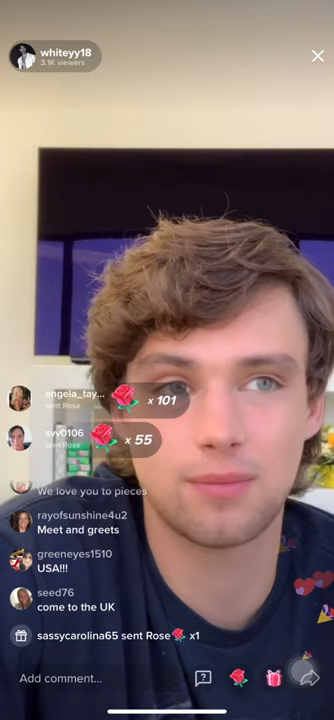 whiteyy18
3.1K viewers
angela_tay...
sent Rose
x 101
svv0106
sent Rose
x 55
We love you to pieces
rayofsunshine4u2
Meet and greets
greeneyes1510
USA!!!
seed76
come to the UK
sassycarolina65 sent Rose x1
Add comment...